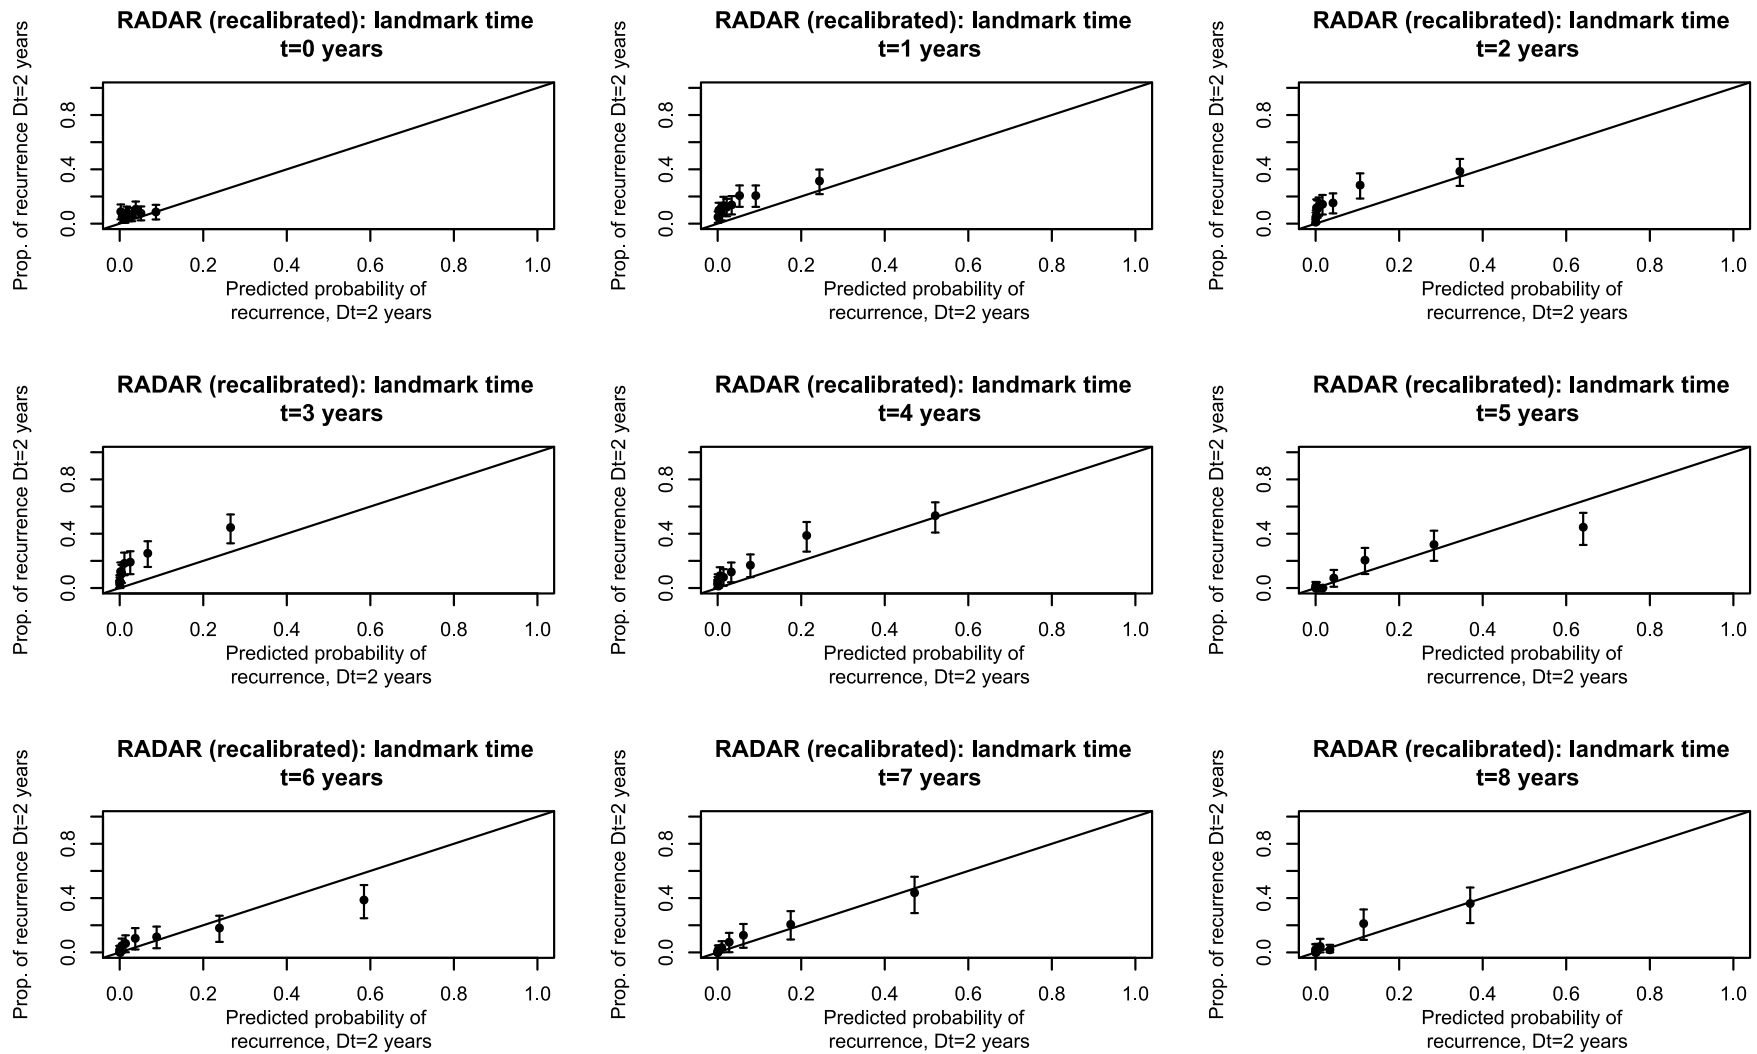 RADAR (recalibrated): landmark time
t=0 years
Prop. of recurrence Dt=2 years
0.0 0.4 0.8
0.0 0.2 0.4 0.6 0.8 1.0
Predicted probability of
recurrence, Dt=2 years
RADAR (recalibrated): landmark time
t=1 years
Prop. of recurrence Dt=2 years
0.0 0.4 0.8
0.0 0.2 0.4 0.6 0.8 1.0
Predicted probability of
recurrence, Dt=2 years
RADAR (recalibrated): landmark time
t=2 years
Prop. of recurrence Dt=2 years
0.0 0.4 0.8
0.0 0.2 0.4 0.6 0.8 1.0
Predicted probability of
recurrence, Dt=2 years
RADAR (recalibrated): landmark time
t=3 years
Prop. of recurrence Dt=2 years
0.0 0.4 0.8
0.0 0.2 0.4 0.6 0.8 1.0
Predicted probability of
recurrence, Dt=2 years
RADAR (recalibrated): landmark time
t=4 years
Prop. of recurrence Dt=2 years
0.0 0.4 0.8
0.0 0.2 0.4 0.6 0.8 1.0
Predicted probability of
recurrence, Dt=2 years
RADAR (recalibrated): landmark time
t=5 years
Prop. of recurrence Dt=2 years
0.0 0.4 0.8
0.0 0.2 0.4 0.6 0.8 1.0
Predicted probability of
recurrence, Dt=2 years
RADAR (recalibrated): landmark time
t=6 years
Prop. of recurrence Dt=2 years
0.0 0.4 0.8
0.0 0.2 0.4 0.6 0.8 1.0
Predicted probability of
recurrence, Dt=2 years
RADAR (recalibrated): landmark time
t=7 years
Prop. of recurrence Dt=2 years
0.0 0.4 0.8
0.0 0.2 0.4 0.6 0.8 1.0
Predicted probability of
recurrence, Dt=2 years
RADAR (recalibrated): landmark time
t=8 years
Prop. of recurrence Dt=2 years
0.0 0.4 0.8
0.0 0.2 0.4 0.6 0.8 1.0
Predicted probability of
recurrence, Dt=2 years